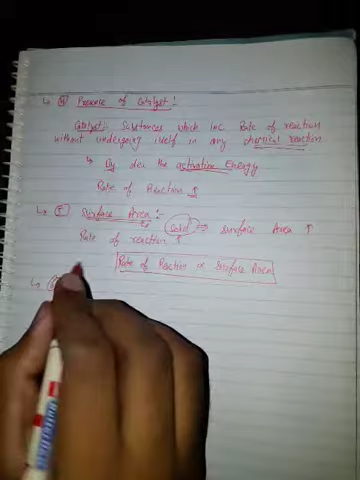 ↳ (4) Presence of Catalyst :
Catalyst : Substances which inc. Rate of reaction
without undergoing itself in any chemical reaction
↳ By dec the activation Energy
Rate of Reaction ↑
↳ (5) Surface Area :-
Solid ⇒ Surface Area ↑
Rate of reaction ↑
Rate of Reaction ∝ Surface Area
↳